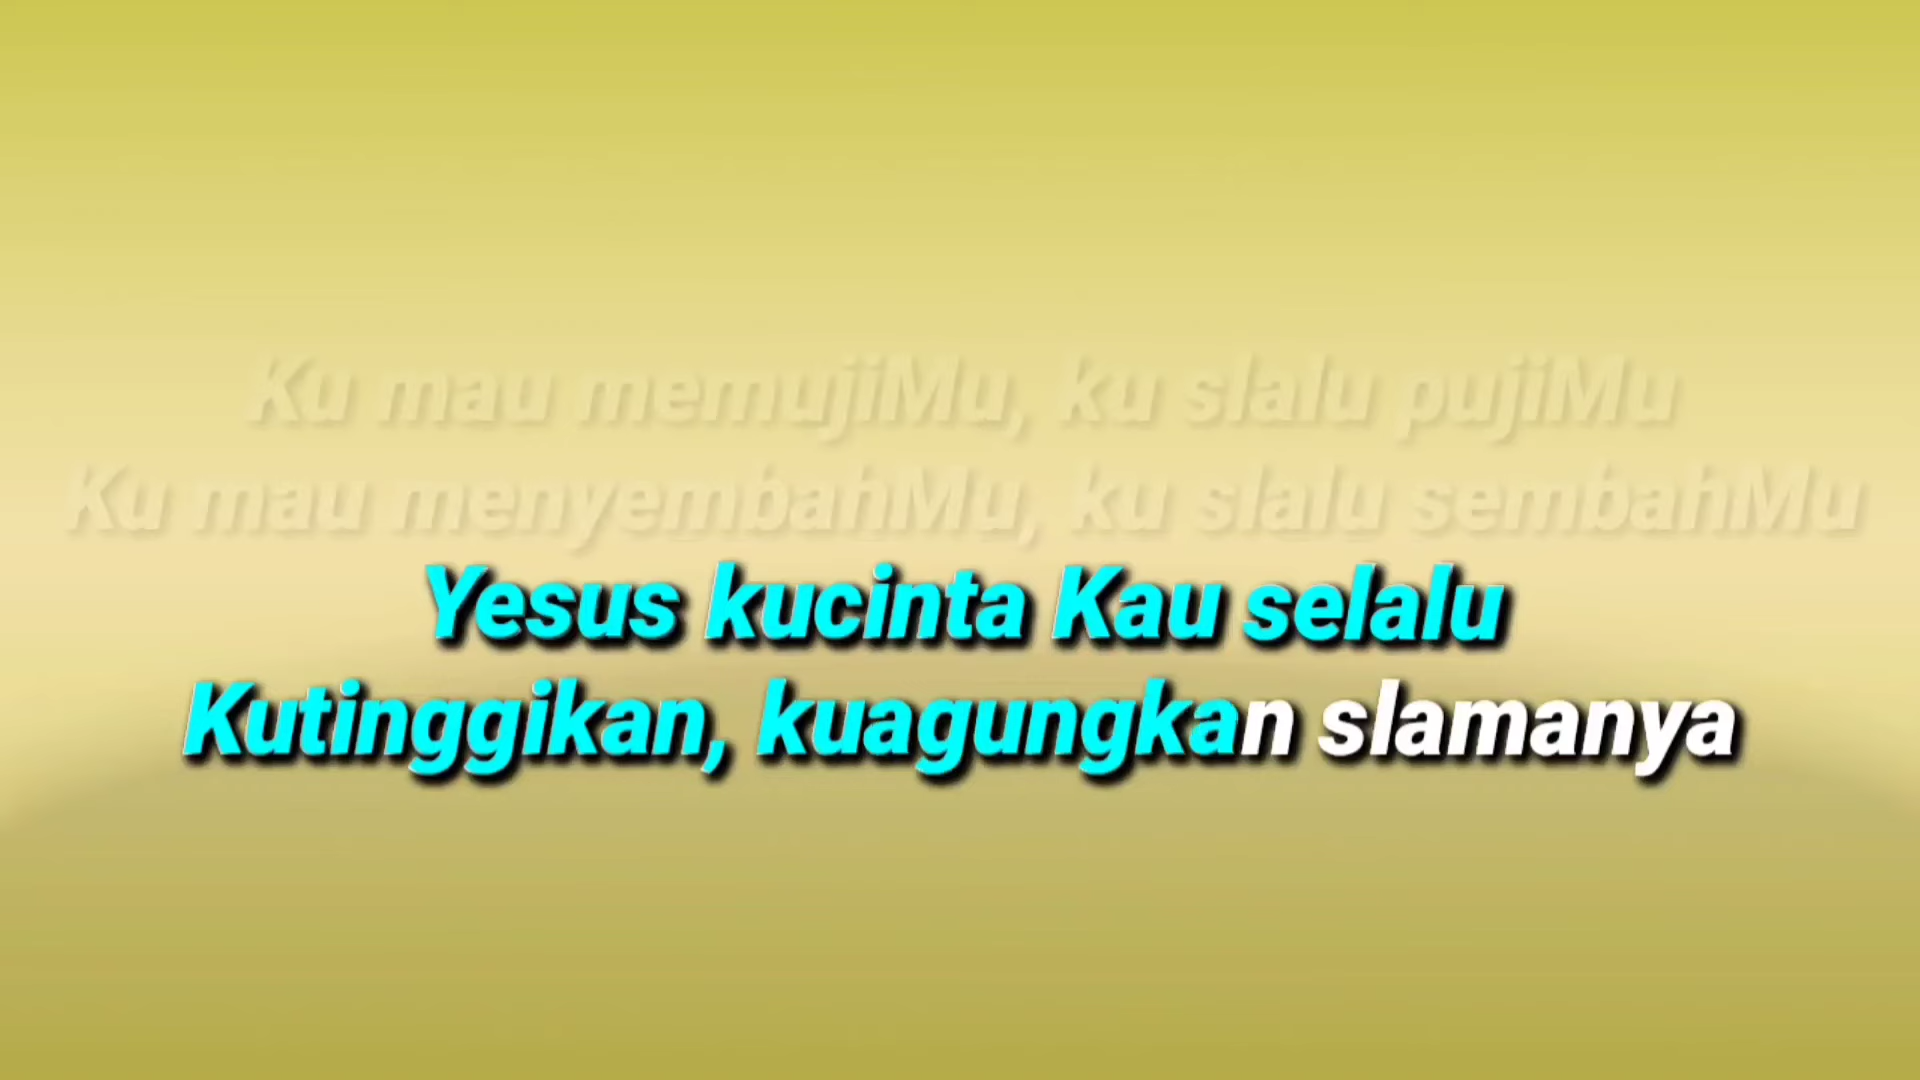 Ku mau memujiMu, ku slalu pujiMu
Ku mau menyembahMu, ku slalu sembahMu
Yesus kucinta Kau selalu
Kutinggikan, kuagungkan slamanya